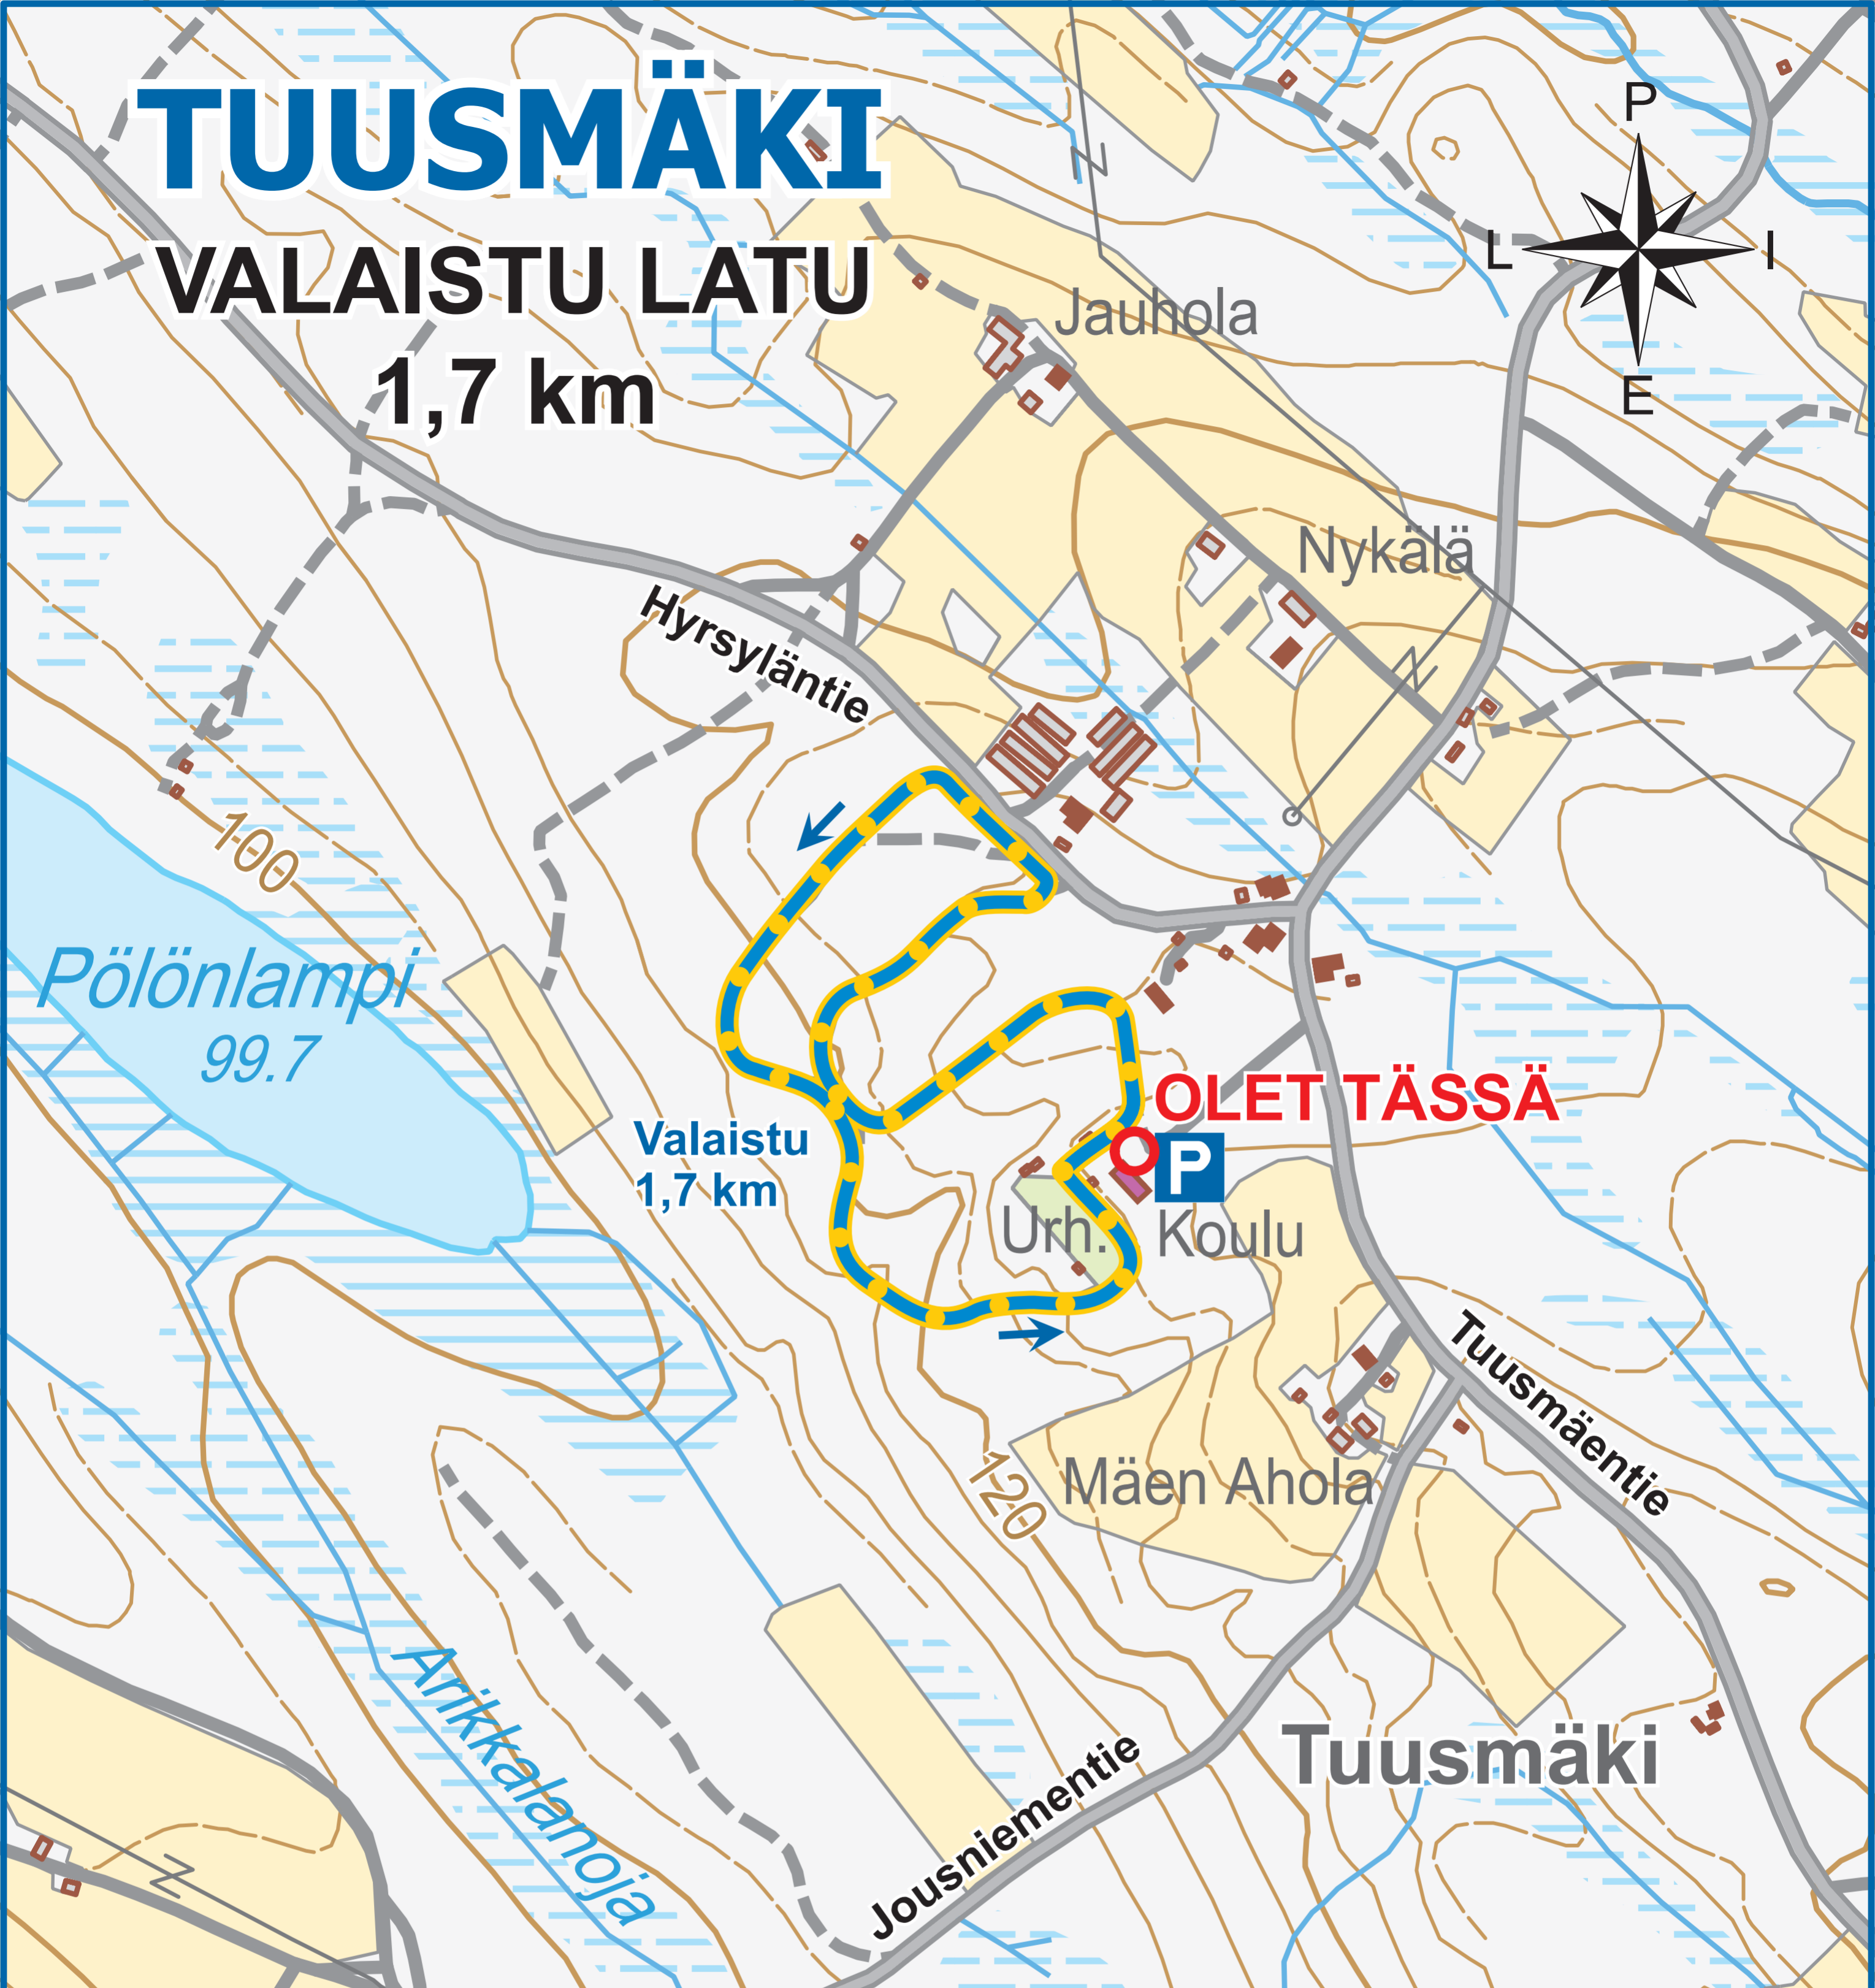 TUUSMÄKI
VALAISTU LATU
1,7 km
P
L
I
E
Jauhola
Nykälä
Hyrsyläntie
100
Pölönlampi
99.7
OLET TÄSSÄ
P
Valaistu
1,7 km
Urh.
Koulu
Tuusmäentie
Mäen Ahola
120
Arikkalanoja
Tuusmäki
Jousniementie